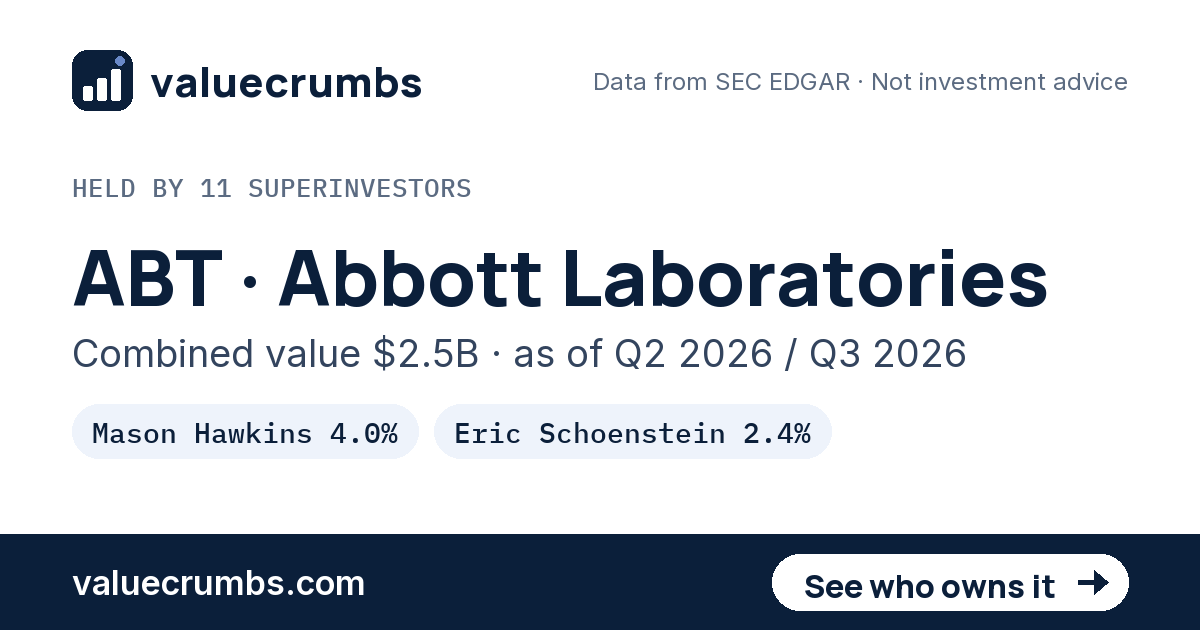 valuecrumbs
Data from SEC EDGAR · Not investment advice
HELD BY 11 SUPERINVESTORS
ABT · Abbott Laboratories
Combined value $2.5B · as of Q2 2026 / Q3 2026
Mason Hawkins 4.0%
Eric Schoenstein 2.4%
valuecrumbs.com
See who owns it →